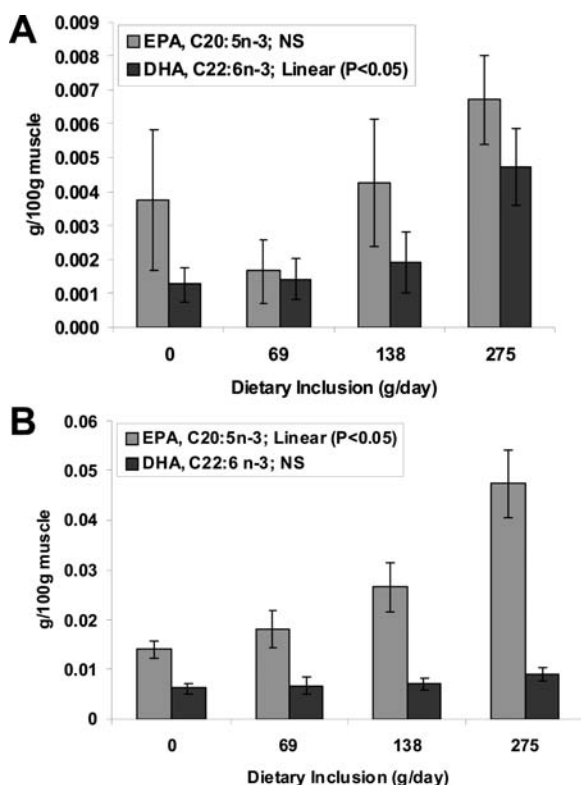 A
0.009
0.008
0.007
0.006
0.005
0.004
0.003
0.002
0.001
0.000
g/100g muscle
EPA, C20:5n-3; NS
DHA, C22:6n-3; Linear (P<0.05)
0 69 138 275
Dietary Inclusion (g/day)
B
0.06
0.05
0.04
0.03
0.02
0.01
0
g/100g muscle
EPA, C20:5n-3; Linear (P<0.05)
DHA, C22:6 n-3; NS
0 69 138 275
Dietary Inclusion (g/day)